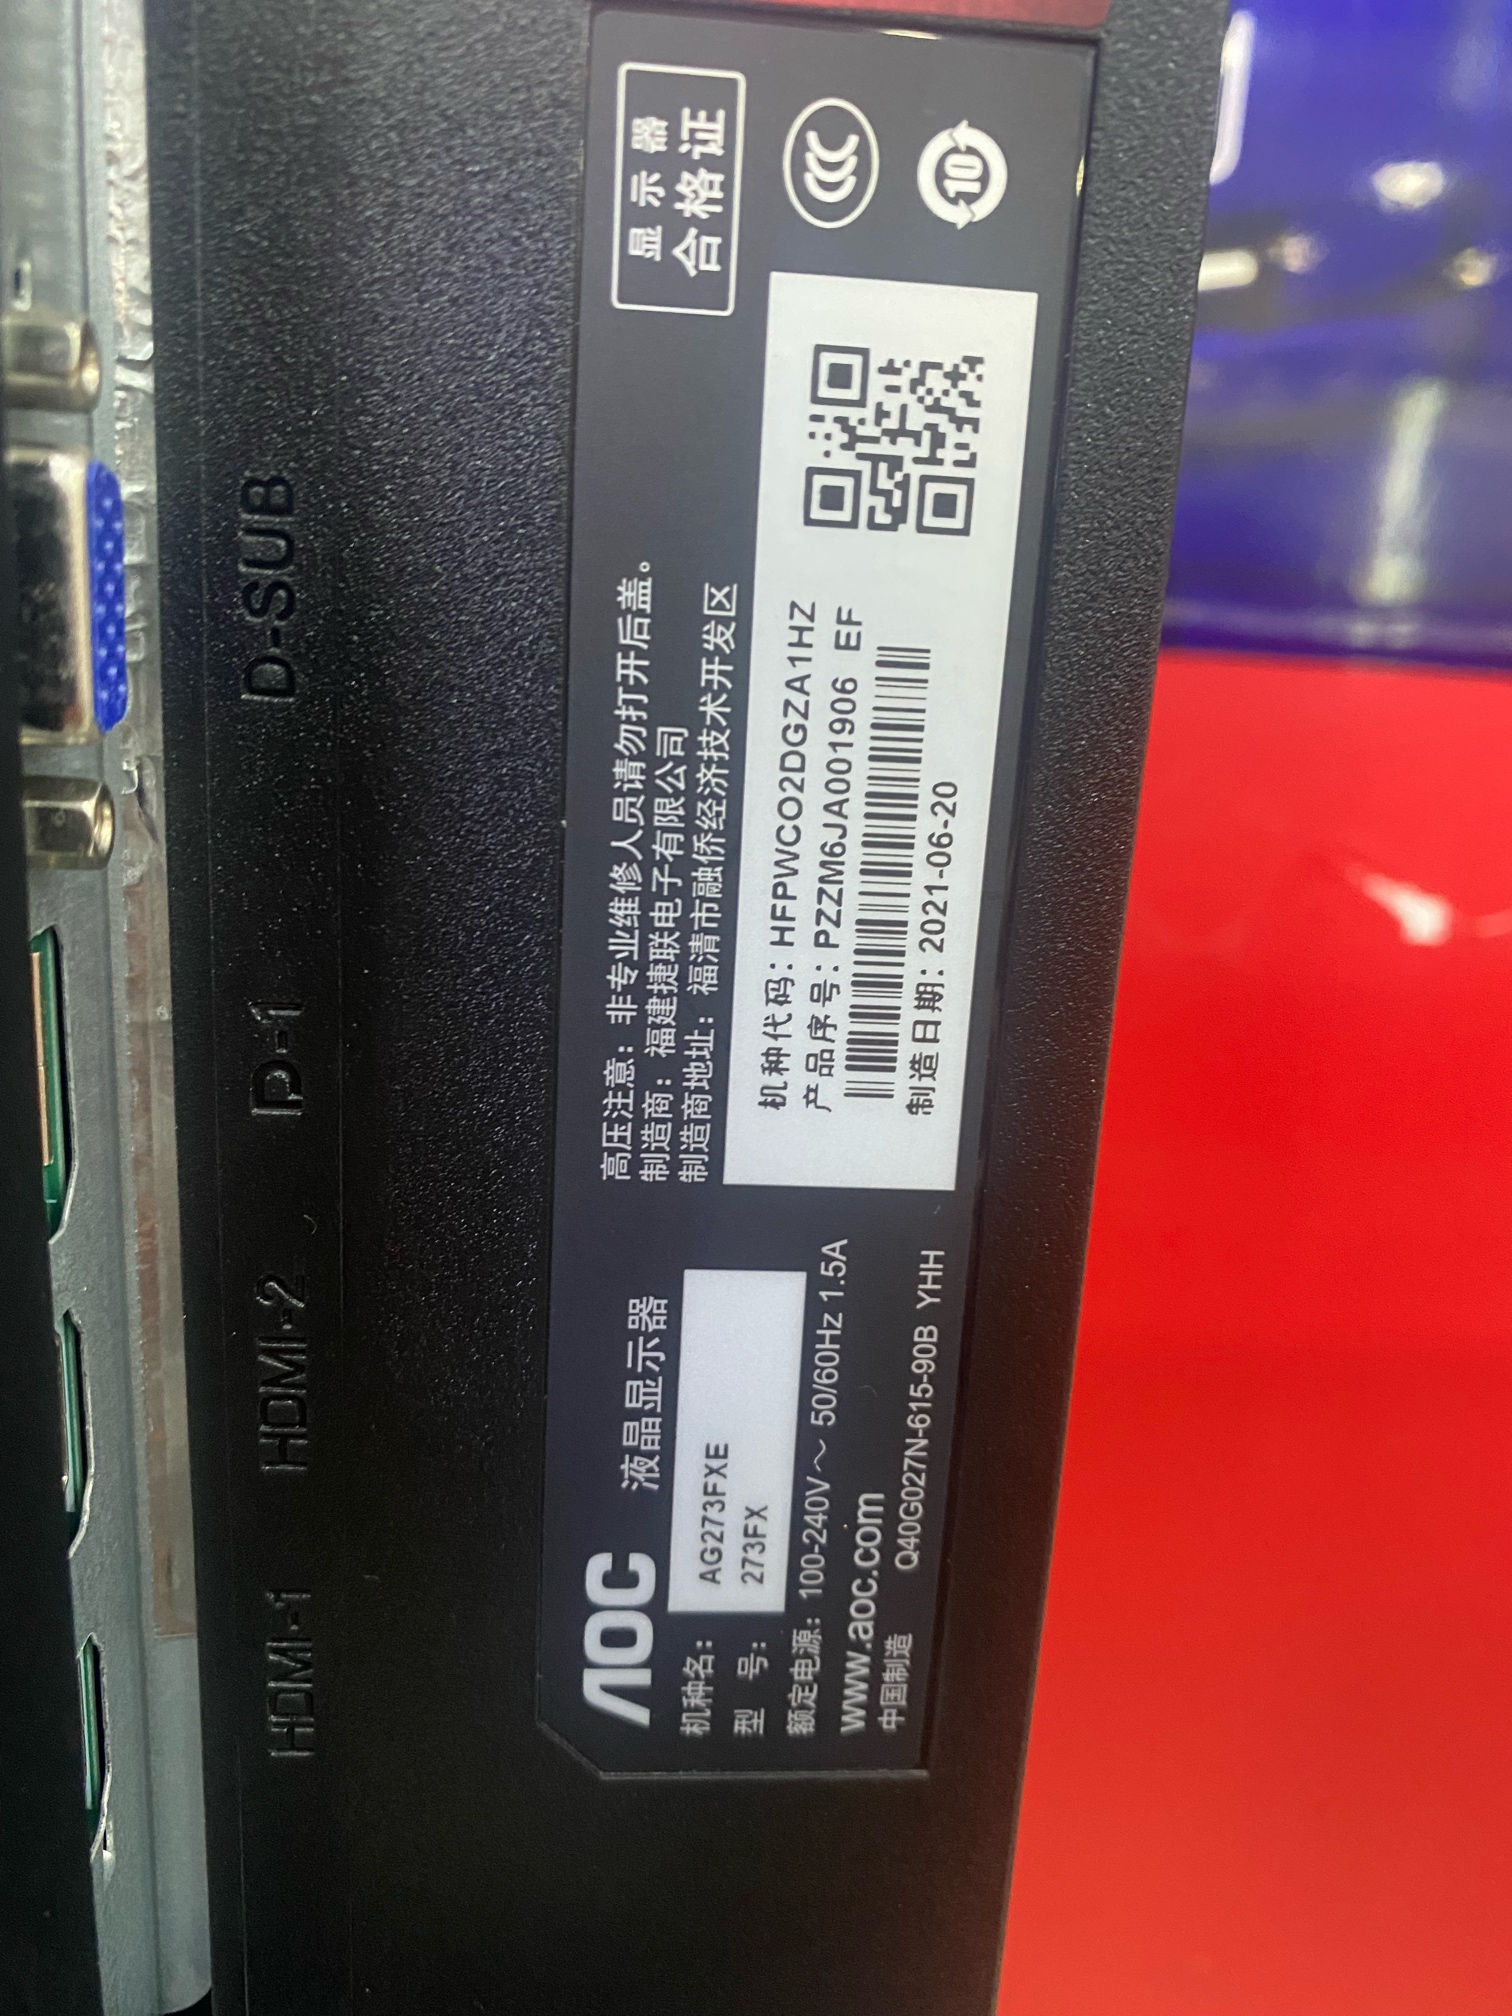 HDMI-1
HDMI-2
D-1
D-SUB
AOC
液晶显示器
机种名：
AG273FXE
型 号：
273FX
额定电源：100-240V～ 50/60Hz 1.5A
www.aoc.com
中国制造
Q40G027N-615-90B YHH
高压注意：非专业维修人员请勿打开后盖。
制造商：福建捷联电子有限公司
制造商地址：福清市融侨经济技术开发区
机种代码：HFPWCO2DGZA1HZ
产品序号：PZZM6JA001906 EF
制造日期：2021-06-20
显示器
合格证
CCC
10